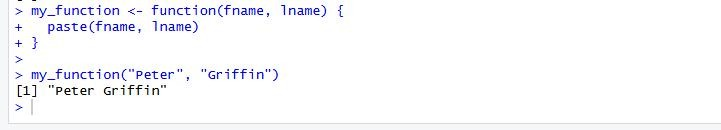 > my_function <- function(fname, lname) {
+   paste(fname, lname)
+ }
>
> my_function("Peter", "Griffin")
[1] "Peter Griffin"
>